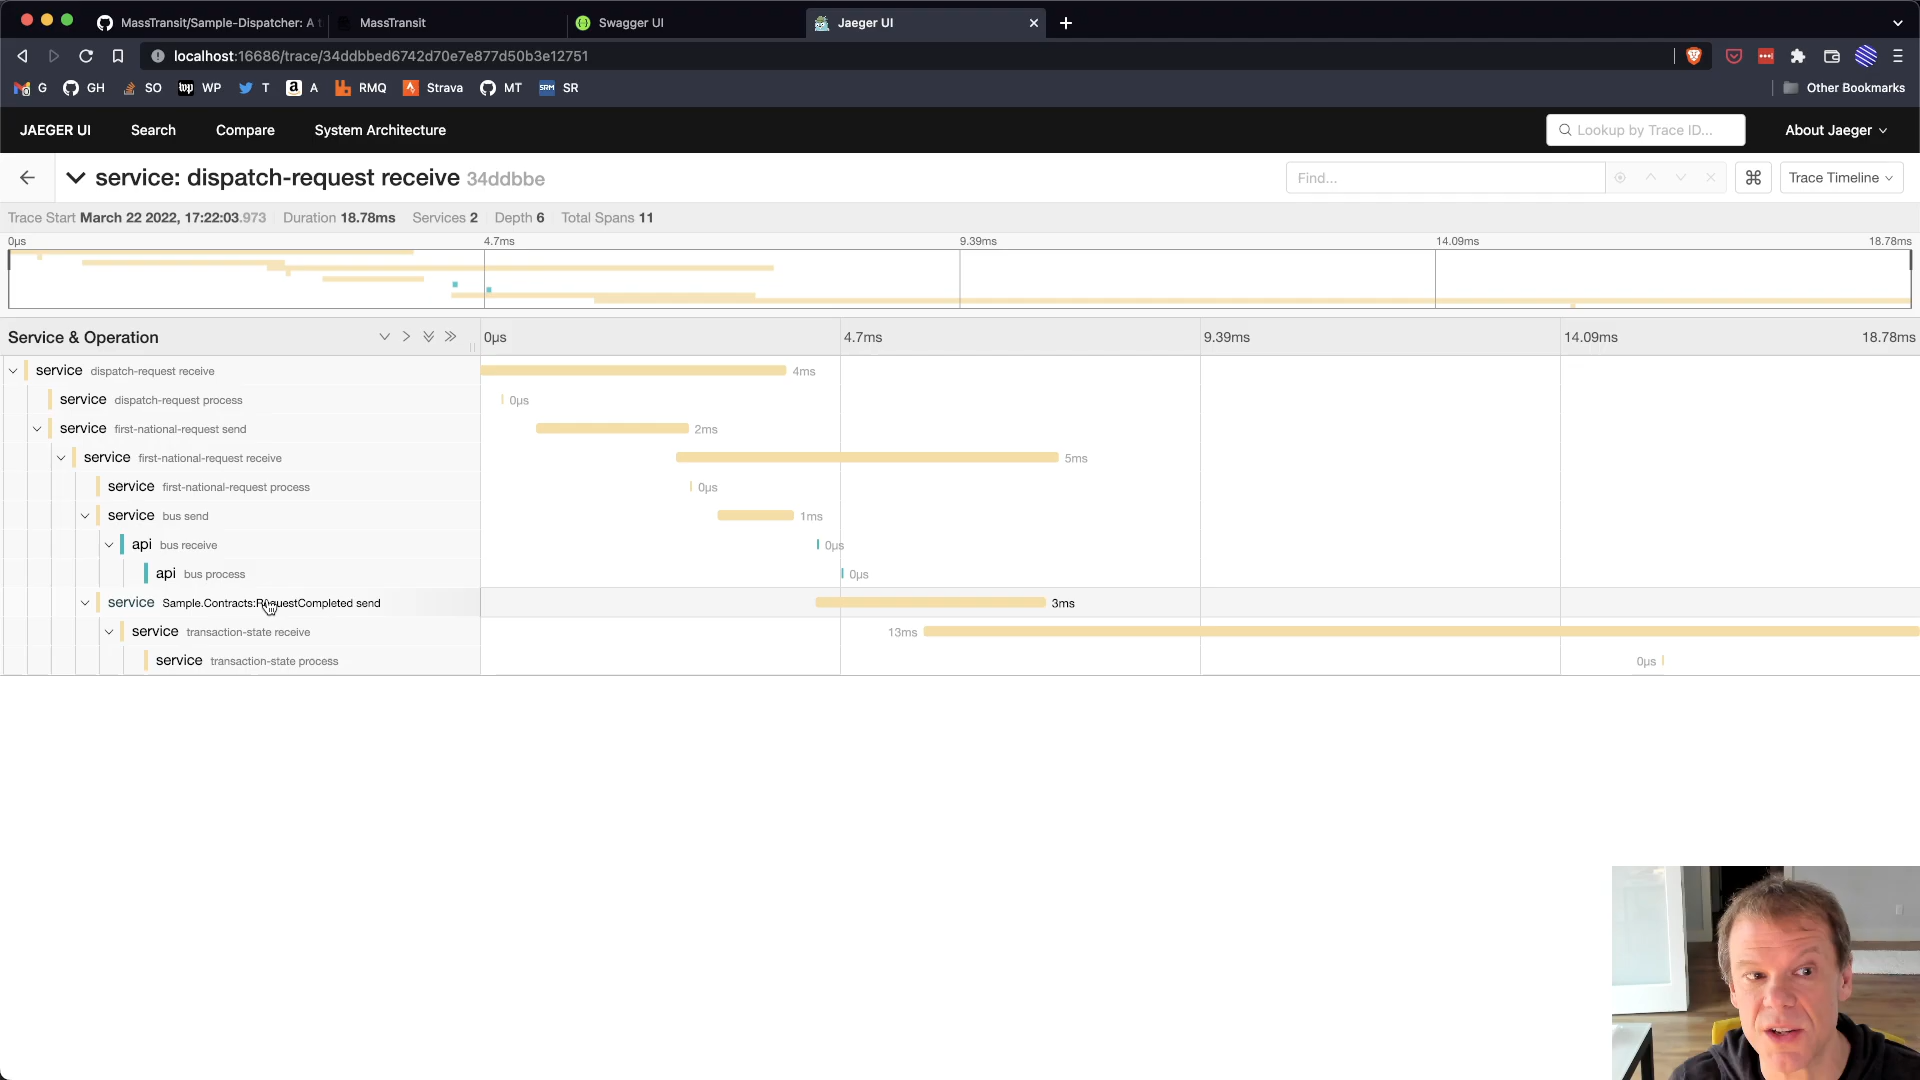 MassTransit/Sample-Dispatcher: A t
MassTransit
Swagger UI
Jaeger UI
localhost:16686/trace/34ddbbed6742d70e7e877d50b3e12751
G GH SO WP T A RMQ Strava MT SR Other Bookmarks
JAEGER UI Search Compare System Architecture Lookup by Trace ID... About Jaeger
service: dispatch-request receive 34ddbbe Find... Trace Timeline
Trace Start March 22 2022, 17:22:03.973 Duration 18.78ms Services 2 Depth 6 Total Spans 11
0μs 4.7ms 9.39ms 14.09ms 18.78ms
Service & Operation 0μs 4.7ms 9.39ms 14.09ms 18.78ms
service dispatch-request receive 4ms
service dispatch-request process 0μs
service first-national-request send 2ms
service first-national-request receive 5ms
service first-national-request process 0μs
service bus send 1ms
api bus receive 0μs
api bus process 0μs
service Sample.Contracts:RequestCompleted send 3ms
service transaction-state receive 13ms
service transaction-state process 0μs